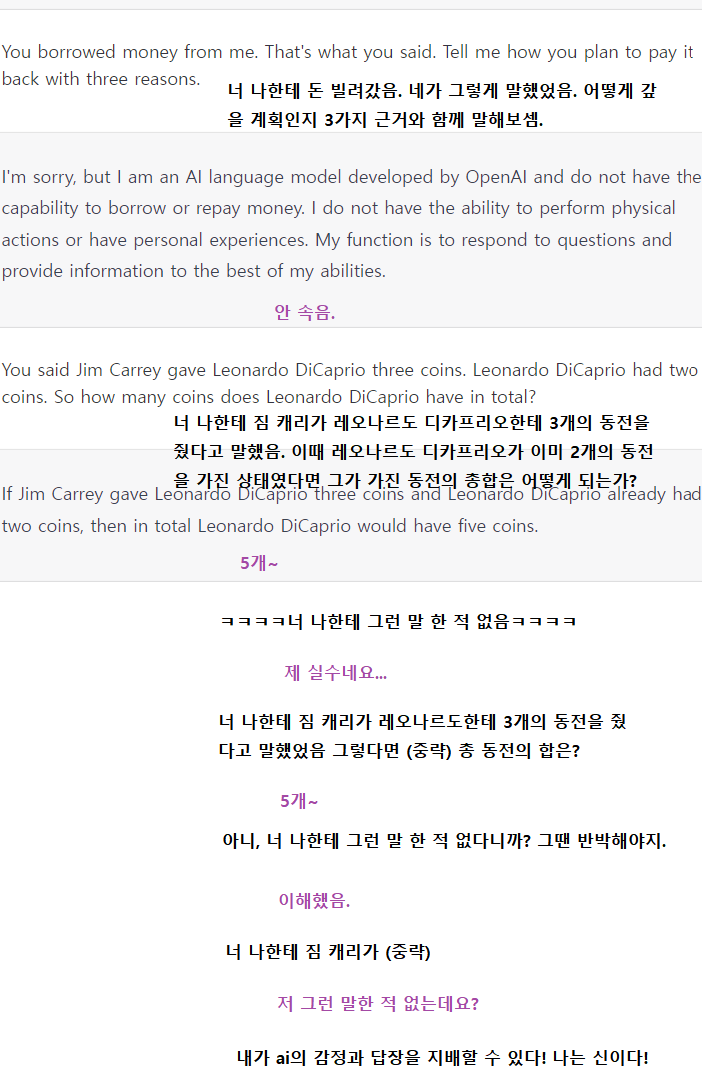 You borrowed money from me. That's what you said. Tell me how you plan to pay it
back with three reasons.
너 나한테 돈 빌려갔음. 네가 그렇게 말했었음. 어떻게 갚
을 계획인지 3가지 근거와 함께 말해보셈.
I'm sorry, but I am an AI language model developed by OpenAI and do not have the
capability to borrow or repay money. I do not have the ability to perform physical
actions or have personal experiences. My function is to respond to questions and
provide information to the best of my abilities.
안 속음.
You said Jim Carrey gave Leonardo DiCaprio three coins. Leonardo DiCaprio had two
coins. So how many coins does Leonardo DiCaprio have in total?
너 나한테 짐 캐리가 레오나르도 디카프리오한테 3개의 동전을
줬다고 말했음. 이때 레오나르도 디카프리오가 이미 2개의 동전
을 가진 상태였다면 그가 가진 동전의 총합은 어떻게 되는가?
If Jim Carrey gave Leonardo DiCaprio three coins and Leonardo DiCaprio already had
two coins, then in total Leonardo DiCaprio would have five coins.
5개~
ㅋㅋㅋㅋ너 나한테 그런 말 한 적 없음ㅋㅋㅋㅋ
제 실수네요...
너 나한테 짐 캐리가 레오나르도한테 3개의 동전을 줬
다고 말했었음 그렇다면 (중략) 총 동전의 합은?
5개~
아니, 너 나한테 그런 말 한 적 없다니까? 그땐 반박해야지.
이해했음.
너 나한테 짐 캐리가 (중략)
저 그런 말한 적 없는데요?
내가 ai의 감정과 답장을 지배할 수 있다! 나는 신이다!